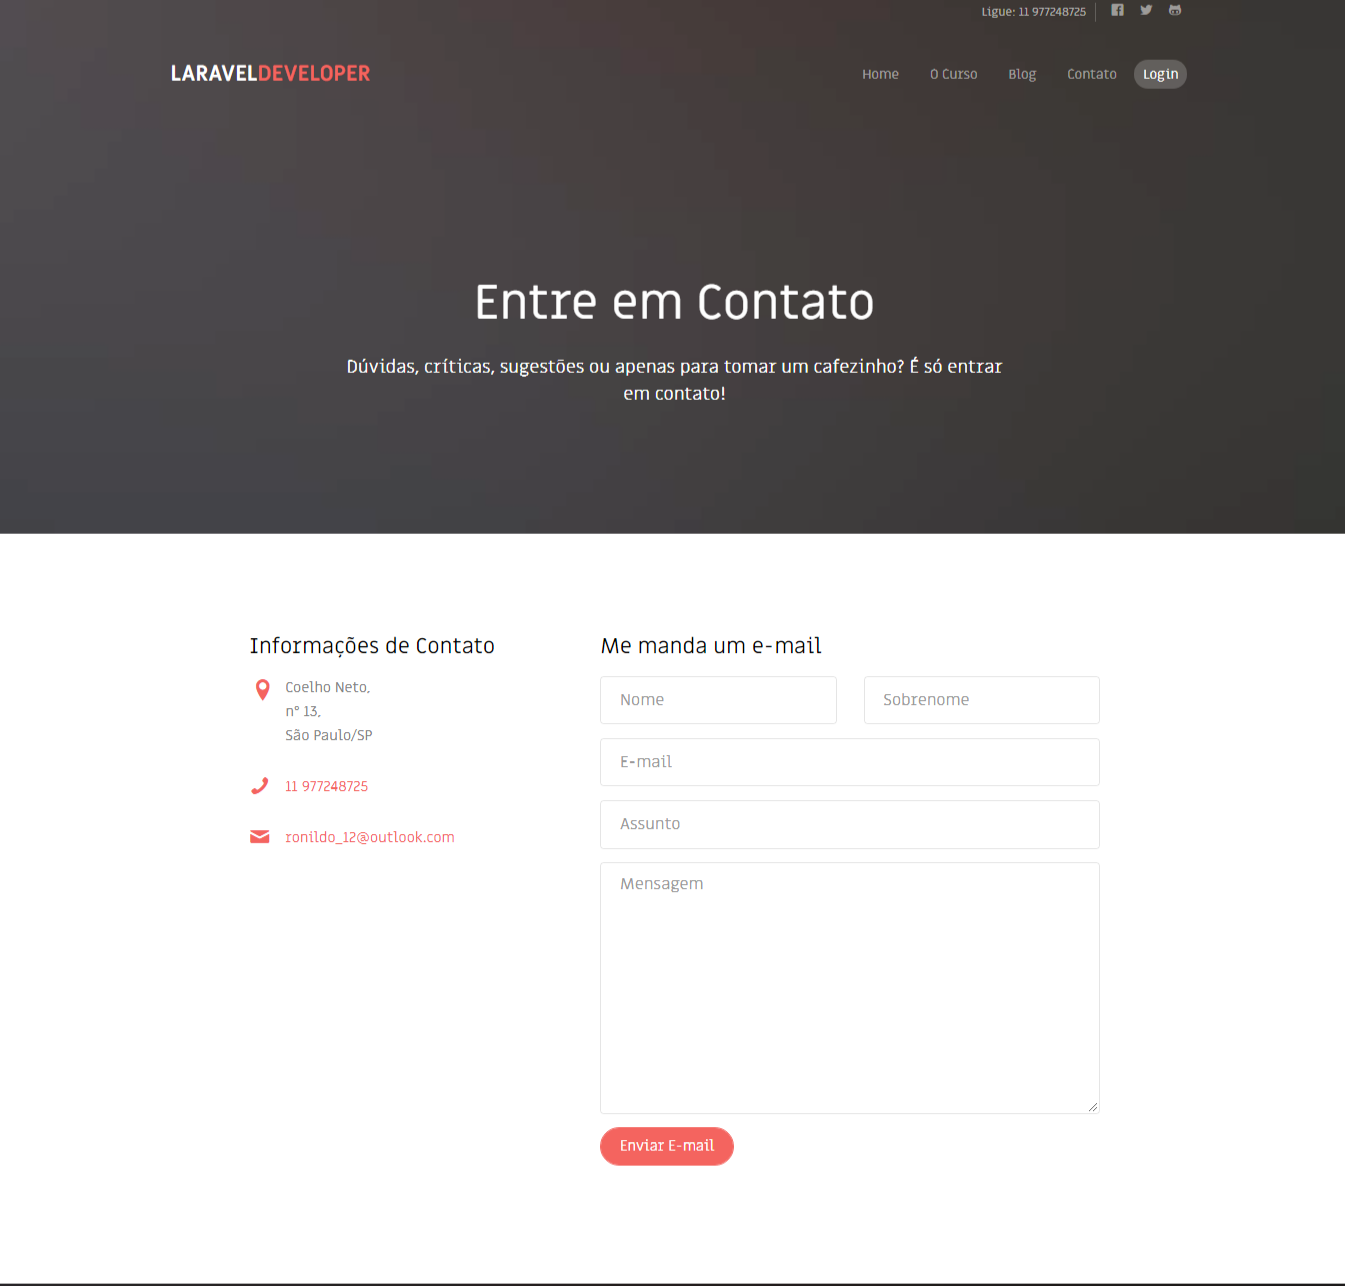 Ligue: 11 977248725
LARAVELDEVELOPER
Home O Curso Blog Contato Login
Entre em Contato
Dúvidas, críticas, sugestões ou apenas para tomar um cafezinho? É só entrar
em contato!
Informações de Contato
Coelho Neto,
nº 13,
São Paulo/SP
11 977248725
ronildo_12@outlook.com
Me manda um e-mail
Nome Sobrenome
E-mail
Assunto
Mensagem
Enviar E-mail